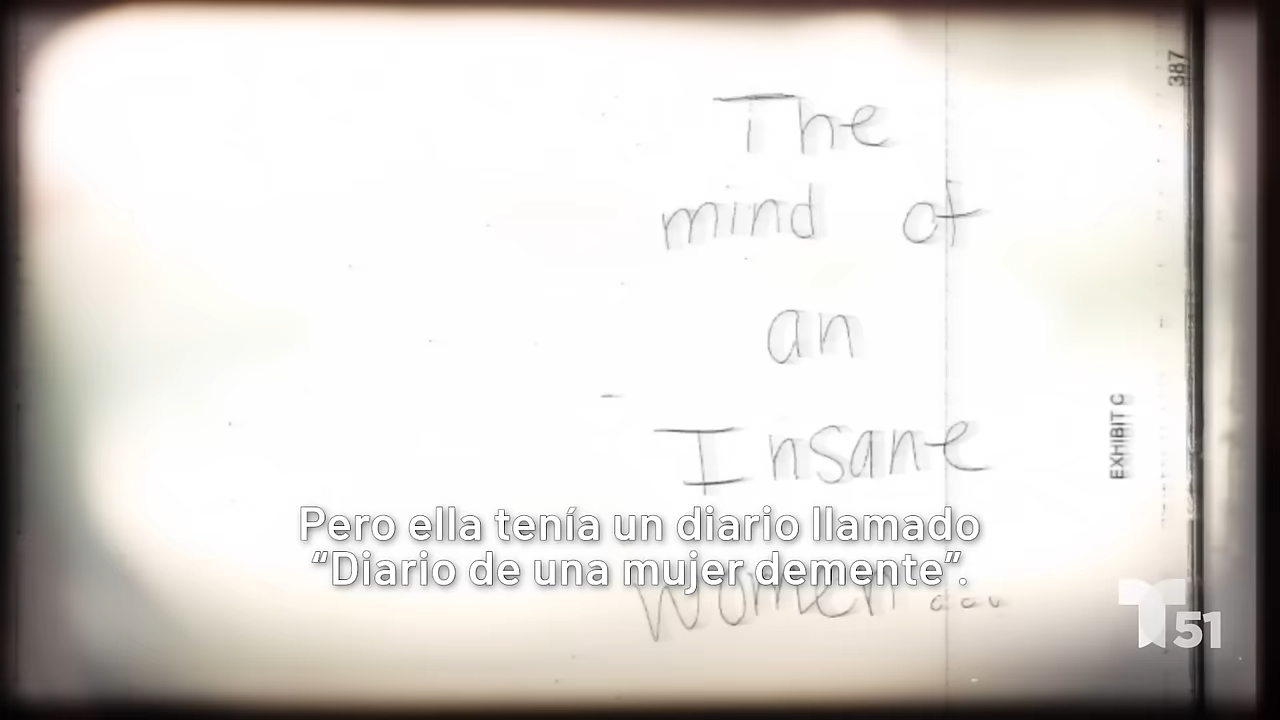 The
mind of
an
Insane
women...
Pero ella tenía un diario llamado
“Diario de una mujer demente”.
387
EXHIBIT C
T 51